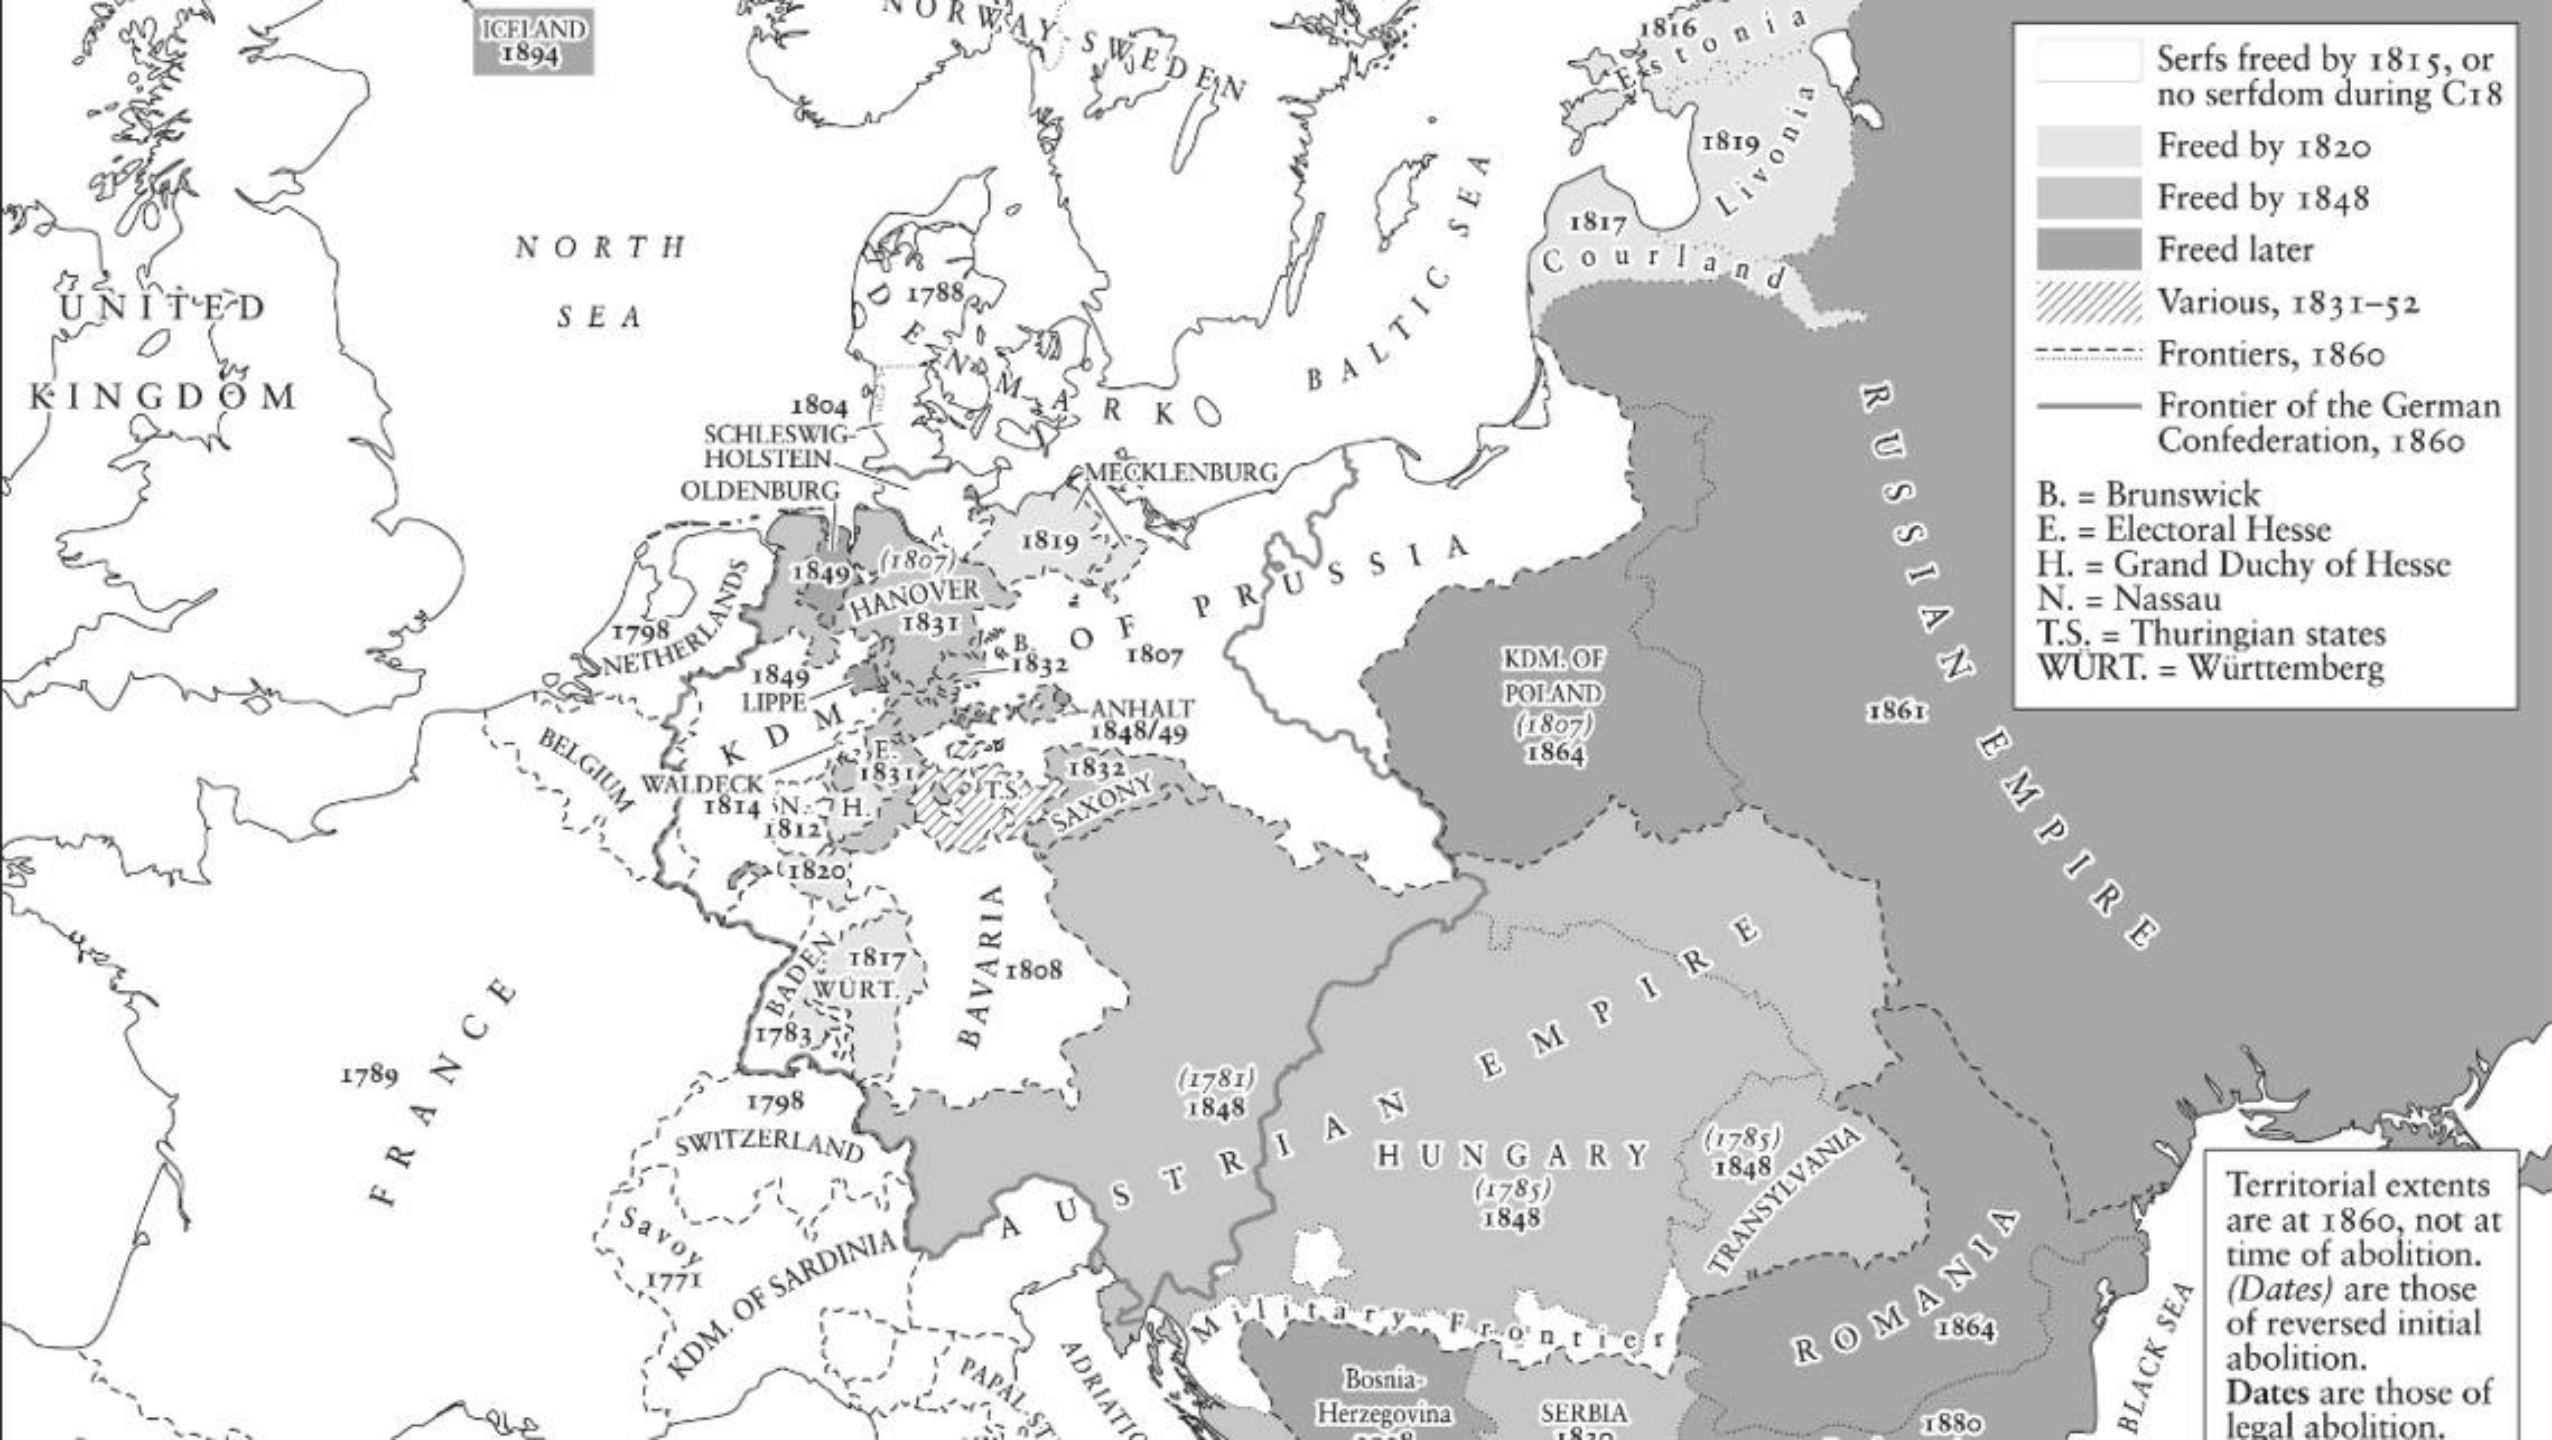 ICELAND
1894
NORWAY
SWEDEN
1816
Estonia
1819
Livonia
1817
Courland
NORTH
SEA
UNITED
KINGDOM
DENMARK
1788
BALTIC SEA
1804
SCHLESWIG-
HOLSTEIN
OLDENBURG
MECKLENBURG
1819
1849
(1807)
HANOVER
1831
1798
NETHERLANDS
KDM OF PRUSSIA
1807
B.
1832
1849
LIPPE
ANHALT
1848/49
BELGIUM
WALDECK
1814
E.
1831
N.
1812
H.
T.S.
1832
SAXONY
1820
BADEN
1783
1817
WÜRT.
BAVARIA
1808
FRANCE
1789
1798
SWITZERLAND
Savoy
1771
KDM. OF SARDINIA
PAPAL
ADRIATIC
KDM. OF
POLAND
(1807)
1864
RUSSIAN EMPIRE
1861
AUSTRIAN EMPIRE
(1781)
1848
HUNGARY
(1785)
1848
(1785)
1848
TRANSYLVANIA
Military Frontier
ROMANIA
1864
1880
Bosnia-
Herzegovina
SERBIA
BLACK SEA
Serfs freed by 1815, or
no serfdom during C18
Freed by 1820
Freed by 1848
Freed later
Various, 1831–52
Frontiers, 1860
Frontier of the German
Confederation, 1860
B. = Brunswick
E. = Electoral Hesse
H. = Grand Duchy of Hesse
N. = Nassau
T.S. = Thuringian states
WÜRT. = Württemberg
Territorial extents
are at 1860, not at
time of abolition.
(Dates) are those
of reversed initial
abolition.
Dates are those of
legal abolition.